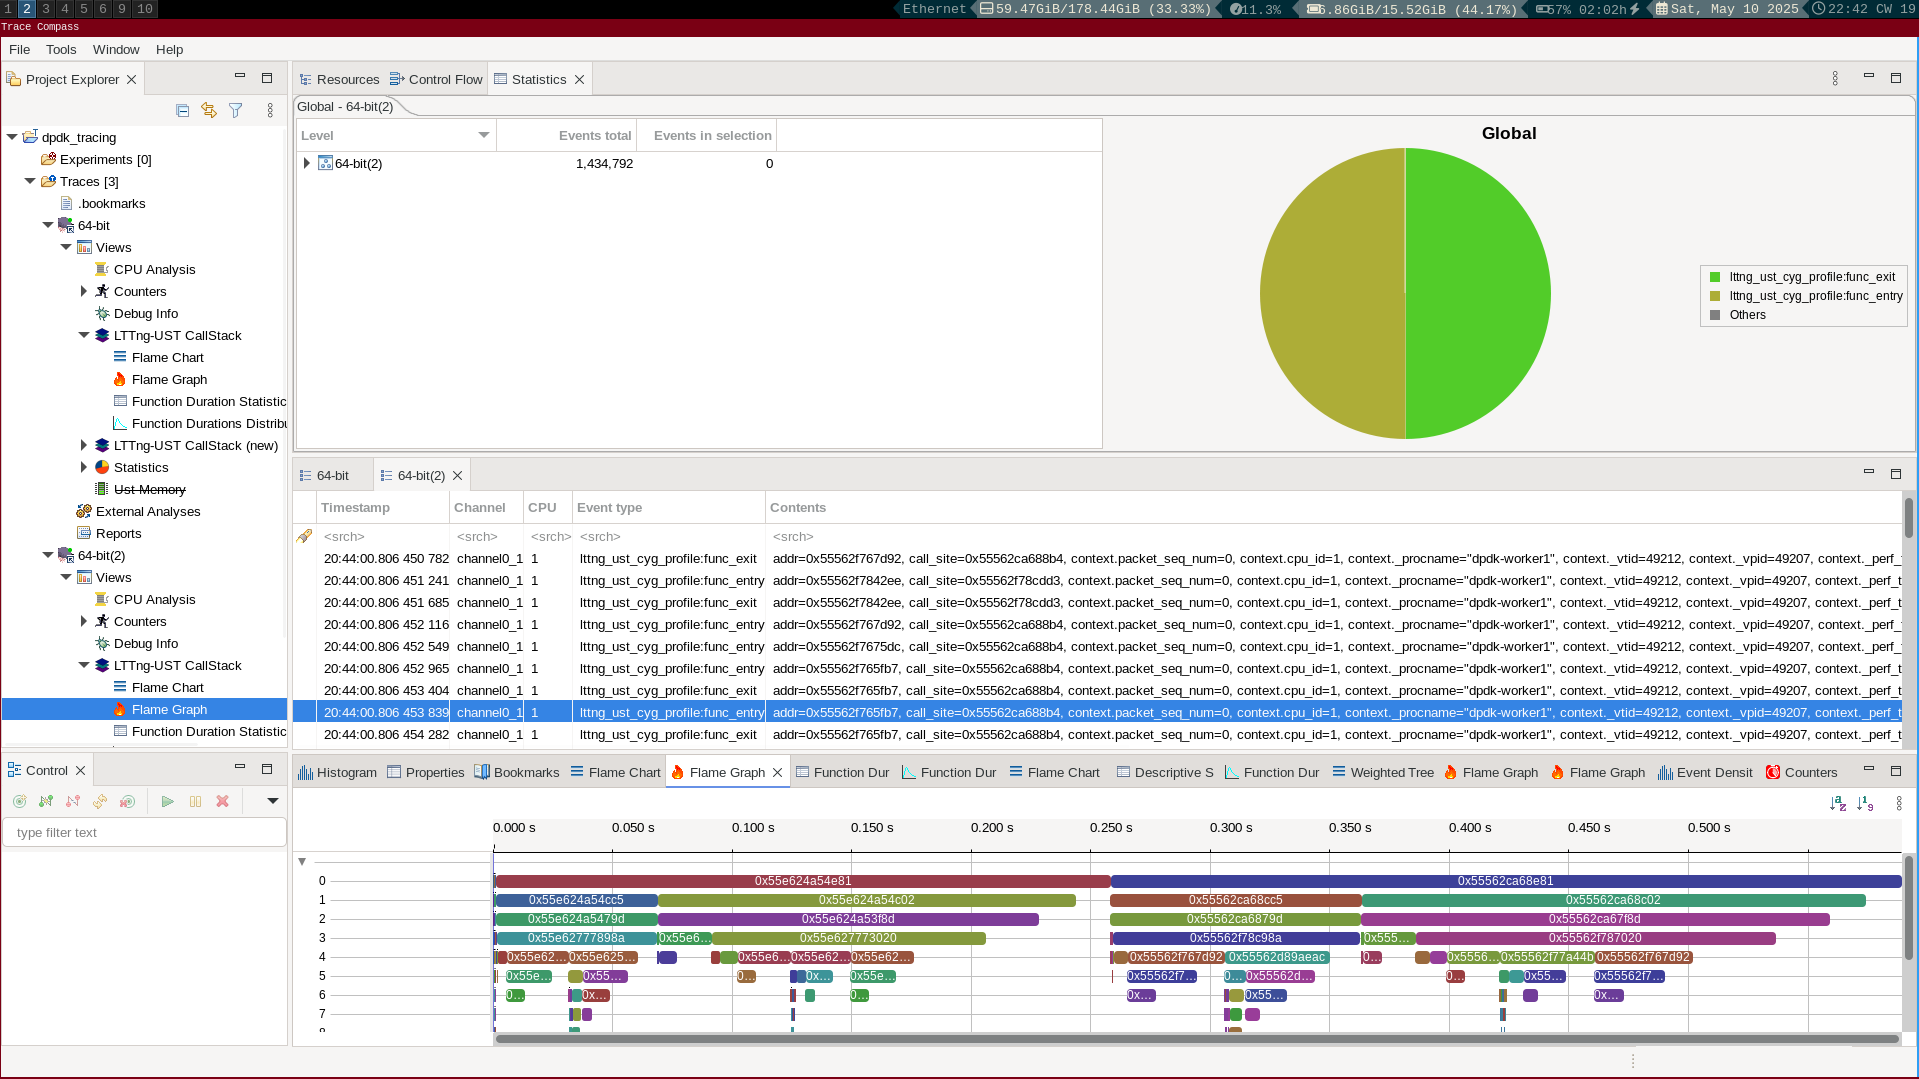 1 2 3 4 5 6 9 10
Ethernet 59.47GiB/178.44GiB (33.33%) 11.3% 6.86GiB/15.52GiB (44.17%) 57% 02:02h Sat, May 10 2025 22:42 CW 19
Trace Compass
File Tools Window Help
Project Explorer
dpdk_tracing
Experiments [0]
Traces [3]
.bookmarks
64-bit
Views
CPU Analysis
Counters
Debug Info
LTTng-UST CallStack
Flame Chart
Flame Graph
Function Duration Statistic
Function Durations Distribu
LTTng-UST CallStack (new)
Statistics
Ust Memory
External Analyses
Reports
64-bit(2)
Views
CPU Analysis
Counters
Debug Info
LTTng-UST CallStack
Flame Chart
Flame Graph
Function Duration Statistic
Control
type filter text
Resources Control Flow Statistics
Global - 64-bit(2)
Level Events total Events in selection
64-bit(2) 1,434,792 0
Global
lttng_ust_cyg_profile:func_exit
lttng_ust_cyg_profile:func_entry
Others
64-bit 64-bit(2)
Timestamp Channel CPU Event type Contents
<srch> <srch> <srch> <srch> <srch>
20:44:00.806 450 782 channel0_1 1 lttng_ust_cyg_profile:func_exit addr=0x55562f767d92, call_site=0x55562ca688b4, context.packet_seq_num=0, context.cpu_id=1, context._procname="dpdk-worker1", context._vtid=49212, context._vpid=49207, context._perf_t
20:44:00.806 451 241 channel0_1 1 lttng_ust_cyg_profile:func_entry addr=0x55562f7842ee, call_site=0x55562f78cdd3, context.packet_seq_num=0, context.cpu_id=1, context._procname="dpdk-worker1", context._vtid=49212, context._vpid=49207, context._perf_t
20:44:00.806 451 685 channel0_1 1 lttng_ust_cyg_profile:func_exit addr=0x55562f7842ee, call_site=0x55562f78cdd3, context.packet_seq_num=0, context.cpu_id=1, context._procname="dpdk-worker1", context._vtid=49212, context._vpid=49207, context._perf_t
20:44:00.806 452 116 channel0_1 1 lttng_ust_cyg_profile:func_entry addr=0x55562f767d92, call_site=0x55562ca688b4, context.packet_seq_num=0, context.cpu_id=1, context._procname="dpdk-worker1", context._vtid=49212, context._vpid=49207, context._perf_t
20:44:00.806 452 549 channel0_1 1 lttng_ust_cyg_profile:func_entry addr=0x55562f7675dc, call_site=0x55562ca688b4, context.packet_seq_num=0, context.cpu_id=1, context._procname="dpdk-worker1", context._vtid=49212, context._vpid=49207, context._perf_t
20:44:00.806 452 965 channel0_1 1 lttng_ust_cyg_profile:func_entry addr=0x55562f765fb7, call_site=0x55562ca688b4, context.packet_seq_num=0, context.cpu_id=1, context._procname="dpdk-worker1", context._vtid=49212, context._vpid=49207, context._perf_t
20:44:00.806 453 404 channel0_1 1 lttng_ust_cyg_profile:func_exit addr=0x55562f765fb7, call_site=0x55562ca688b4, context.packet_seq_num=0, context.cpu_id=1, context._procname="dpdk-worker1", context._vtid=49212, context._vpid=49207, context._perf_t
20:44:00.806 453 839 channel0_1 1 lttng_ust_cyg_profile:func_entry addr=0x55562f765fb7, call_site=0x55562ca688b4, context.packet_seq_num=0, context.cpu_id=1, context._procname="dpdk-worker1", context._vtid=49212, context._vpid=49207, context._perf_t
20:44:00.806 454 282 channel0_1 1 lttng_ust_cyg_profile:func_exit addr=0x55562f765fb7, call_site=0x55562ca688b4, context.packet_seq_num=0, context.cpu_id=1, context._procname="dpdk-worker1", context._vtid=49212, context._vpid=49207, context._perf_t
Histogram Properties Bookmarks Flame Chart Flame Graph Function Dur Function Dur Flame Chart Descriptive S Function Dur Weighted Tree Flame Graph Flame Graph Event Densit Counters
0.000 s 0.050 s 0.100 s 0.150 s 0.200 s 0.250 s 0.300 s 0.350 s 0.400 s 0.450 s 0.500 s
0 0x55e624a54e81 0x55562ca68e81
1 0x55e624a54cc5 0x55e624a54c02 0x55562ca68cc5 0x55562ca68c02
2 0x55e624a5479d 0x55e624a53f8d 0x55562ca6879d 0x55562ca67f8d
3 0x55e62777898a 0x55e6... 0x55e627773020 0x55562f78c98a 0x555... 0x55562f787020
4 0x55e62... 0x55e625... 0x55e6... 0x55e62... 0x55e62... 0x55562f767d92 0x55562d89aeac 0... 0x5556... 0x55562f77a44b 0x55562f767d92
5 0x55e... 0x55... 0... 0x... 0x55e... 0x55562f7... 0... 0x55562d... 0... 0x55... 0x55562f7...
6 0... 0x... 0... 0x... 0x55... 0x...
7
8